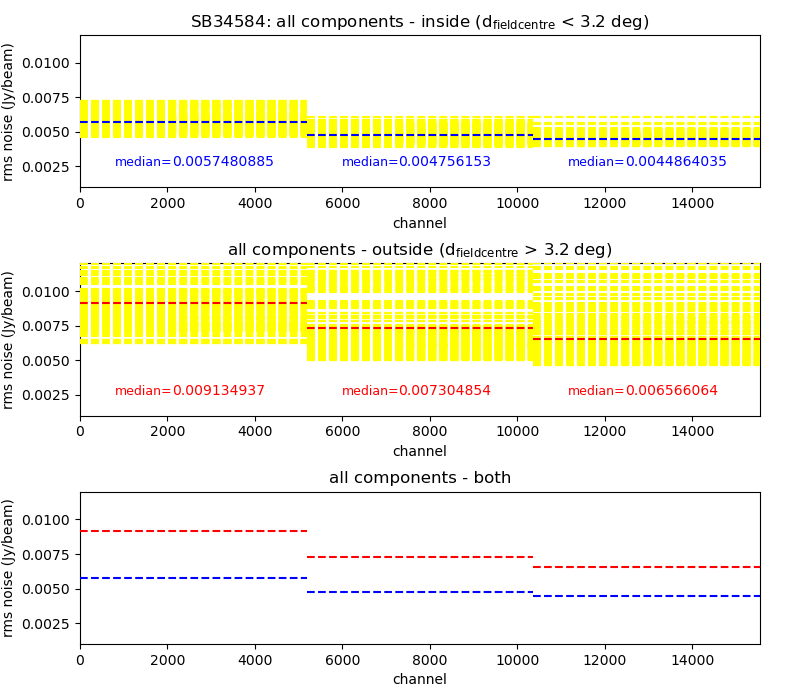 SB34584: all components - inside (dfieldcentre < 3.2 deg)
rms noise (Jy/beam)
0.0100
0.0075
0.0050
0.0025
median=0.0057480885 median=0.004756153 median=0.0044864035
0 2000 4000 6000 8000 10000 12000 14000
channel
all components - outside (dfieldcentre > 3.2 deg)
rms noise (Jy/beam)
0.0100
0.0075
0.0050
0.0025
median=0.009134937 median=0.007304854 median=0.006566064
0 2000 4000 6000 8000 10000 12000 14000
channel
all components - both
rms noise (Jy/beam)
0.0100
0.0075
0.0050
0.0025
0 2000 4000 6000 8000 10000 12000 14000
channel